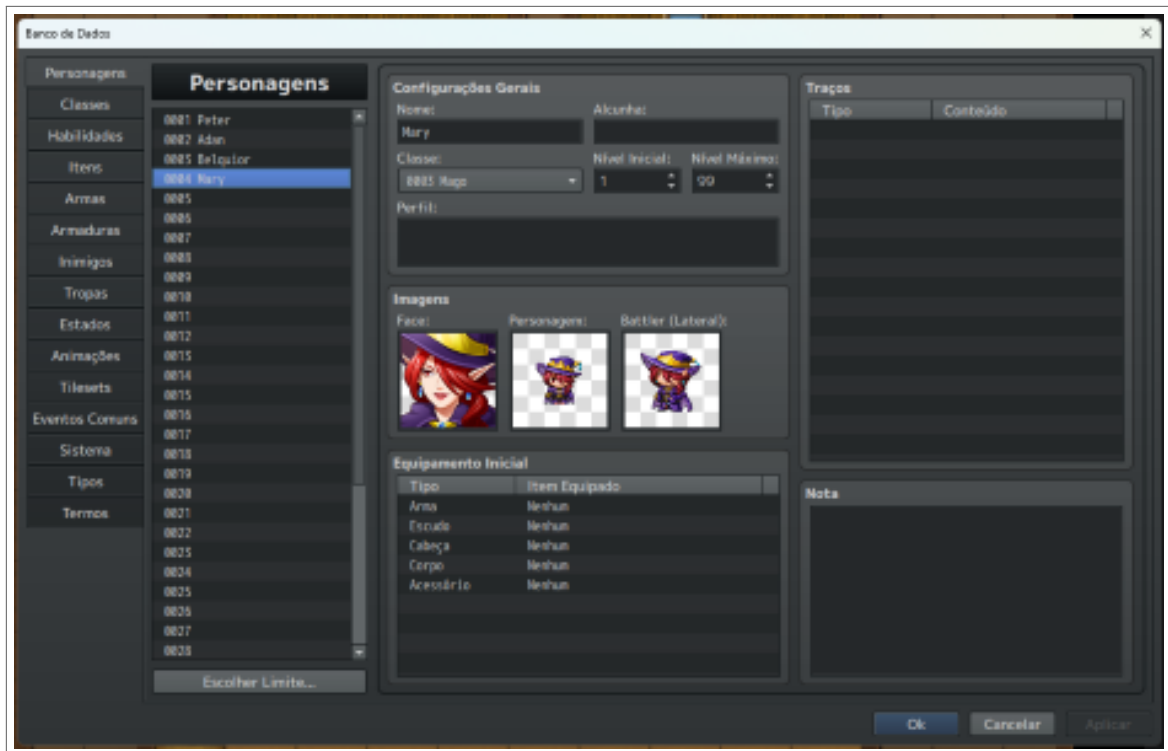 Banco de Dados
Personagens
Classes
Habilidades
Itens
Armas
Armaduras
Inimigos
Tropas
Estados
Animações
Tilesets
Eventos Comuns
Sistema
Tipos
Termos
Personagens
0001 Peter
0002 Adan
0003 Belquior
0004 Mary
0005
0006
0007
0008
0009
0010
0011
0012
0013
0014
0015
0016
0017
0018
0019
0020
0021
0022
0023
0024
0025
0026
0027
0028
Escolher Limite...
Configurações Gerais
Nome: Alcunha:
Mary
Classe: Nível Inicial: Nível Máximo:
0003 Mago 1 99
Perfil:
Imagens
Face: Personagem: Battler (Lateral):
Equipamento Inicial
Tipo Item Equipado
Arma Nenhum
Escudo Nenhum
Cabeça Nenhum
Corpo Nenhum
Acessório Nenhum
Traços
Tipo Conteúdo
Nota
Ok Cancelar Aplicar